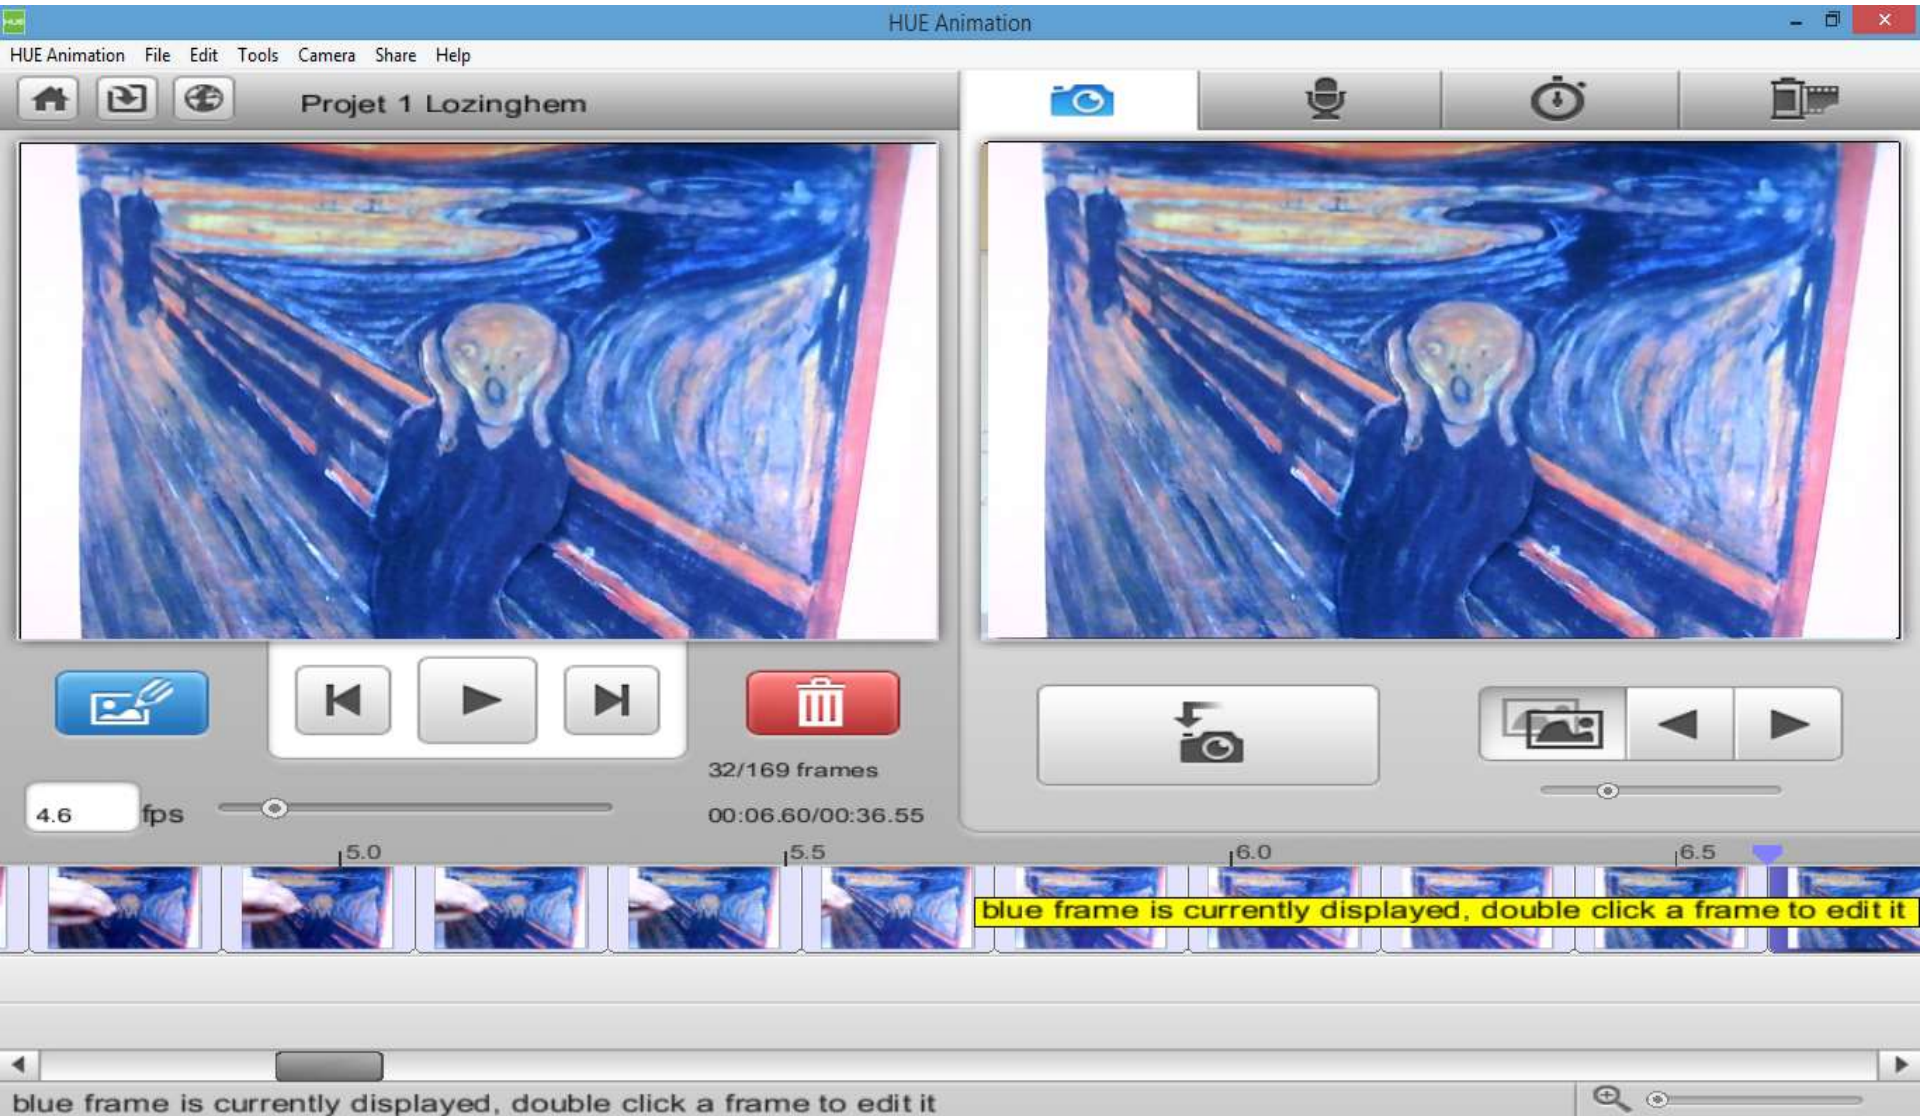 HUE
HUE Animation
HUE Animation File Edit Tools Camera Share Help
Projet 1 Lozinghem
32/169 frames
4.6 fps
00:06.60/00:36.55
5.0 5.5 6.0 6.5
blue frame is currently displayed, double click a frame to edit it
blue frame is currently displayed, double click a frame to edit it